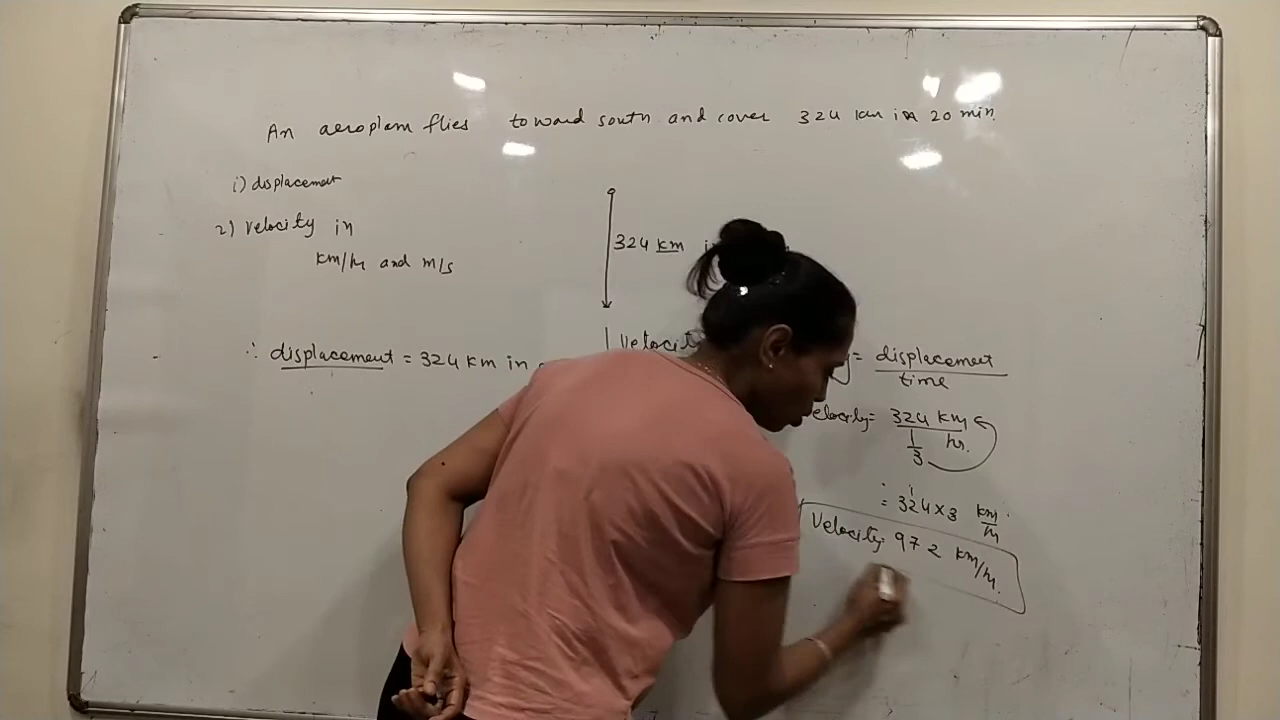 An aeroplam flies toward south and cover 324 km in 20 min.
i) displacement
2) velocity in
km/hr and m/s
324 km
∴ displacement = 324 km in
Velocity
= displacement / time
velocity = 324 km / 1/3 hr.
= 324 × 3 km/hr
Velocity = 972 km/hr.